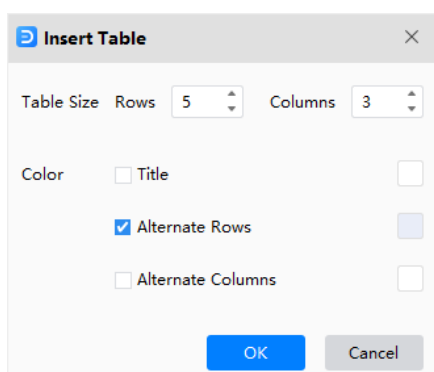 Insert Table
Table Size Rows 5 Columns 3
Color Title
Alternate Rows
Alternate Columns
OK Cancel